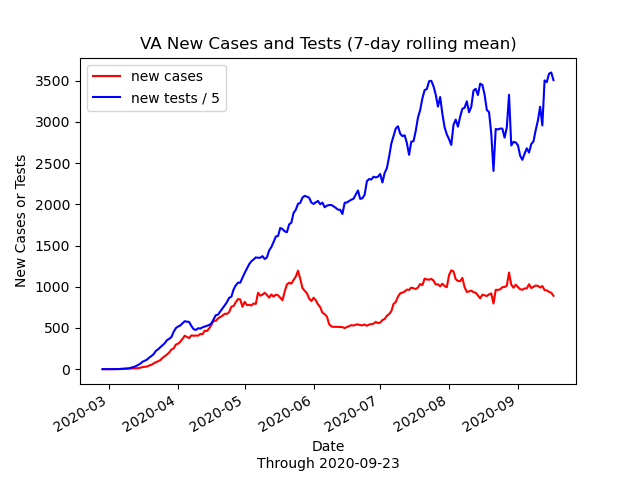 VA New Cases and Tests (7-day rolling mean)
new cases
new tests / 5
New Cases or Tests
3500
3000
2500
2000
1500
1000
500
0
2020-03
2020-04
2020-05
2020-06
2020-07
2020-08
2020-09
Date
Through 2020-09-23